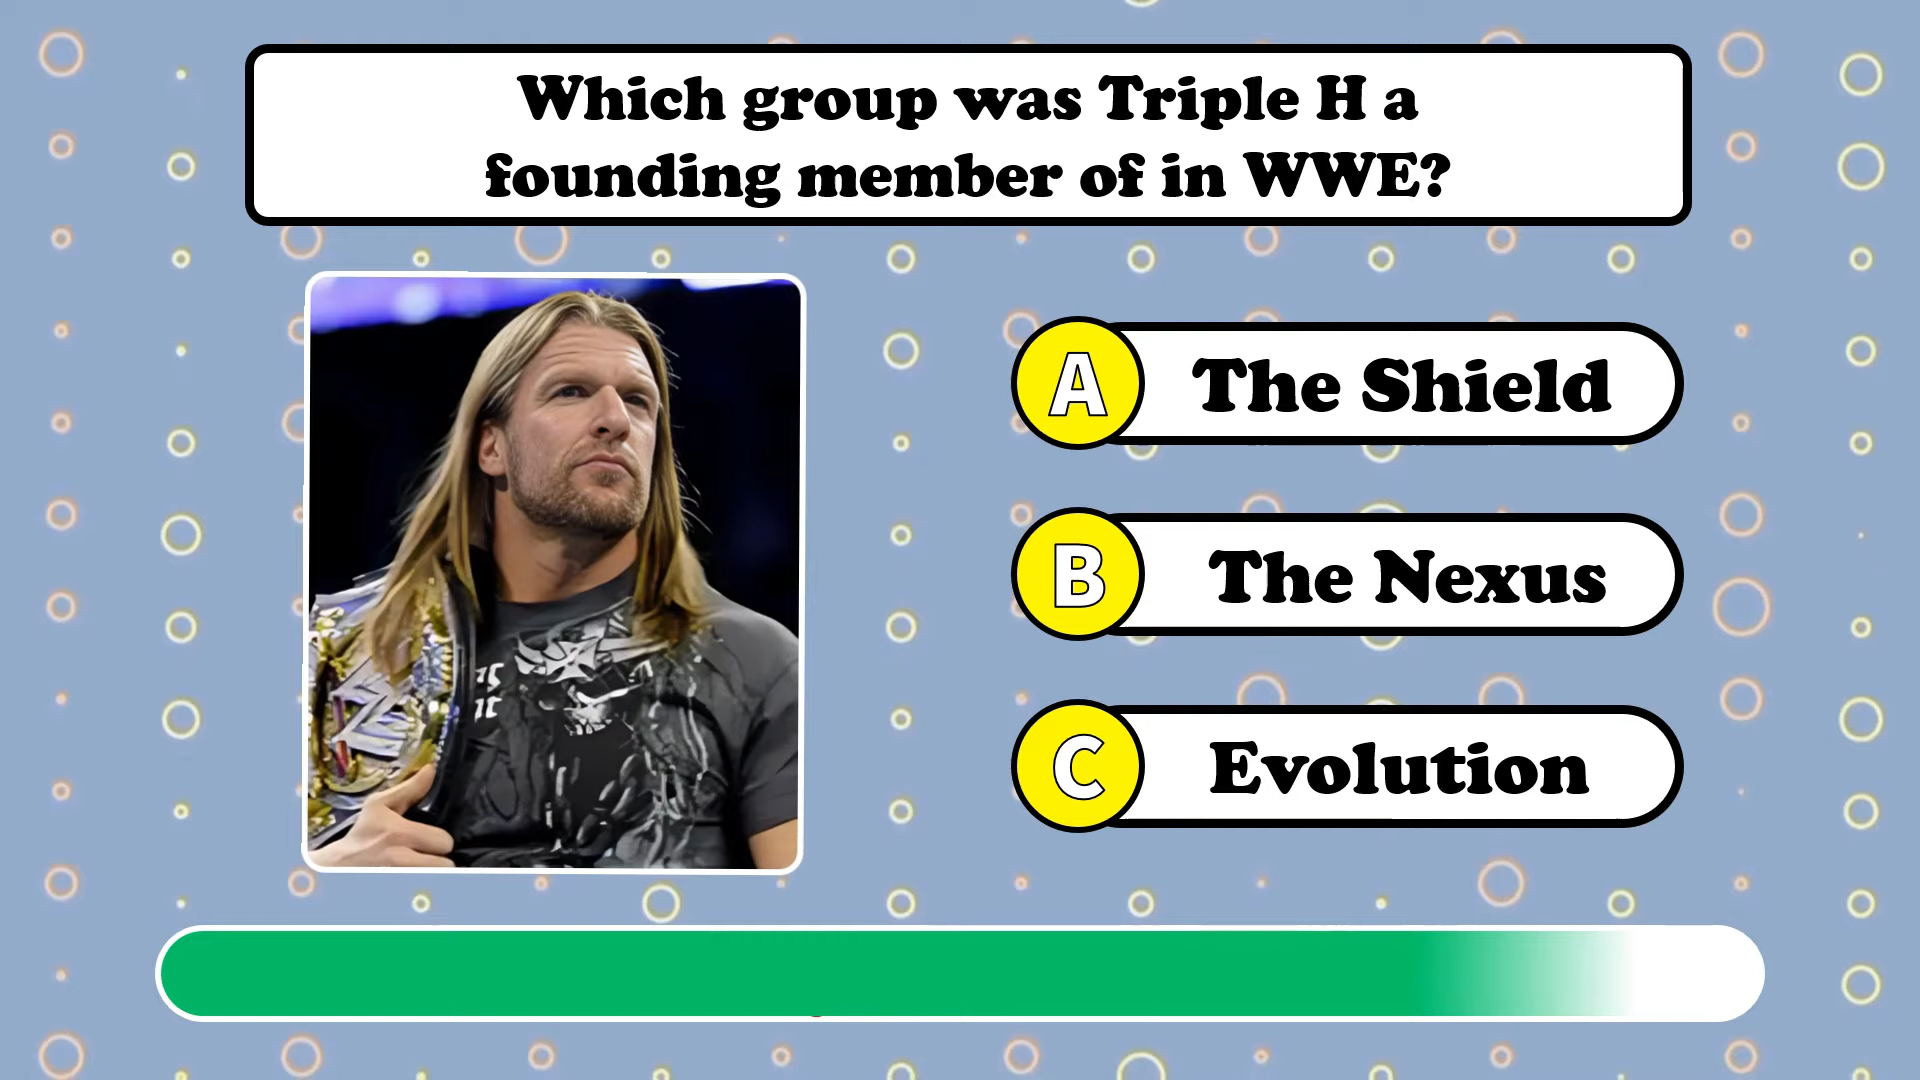 Which group was Triple H a
founding member of in WWE?
A The Shield
B The Nexus
C Evolution